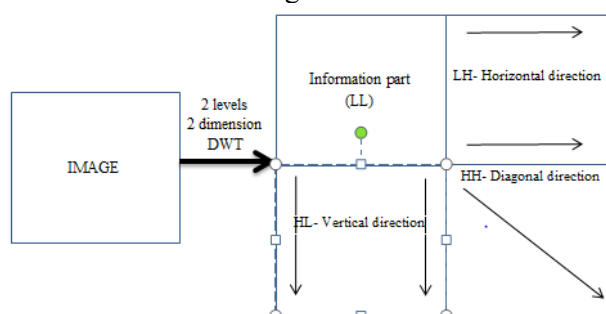 IMAGE
2 levels
2 dimension
DWT
Information part
(LL)
LH- Horizontal direction
HL- Vertical direction
HH- Diagonal direction